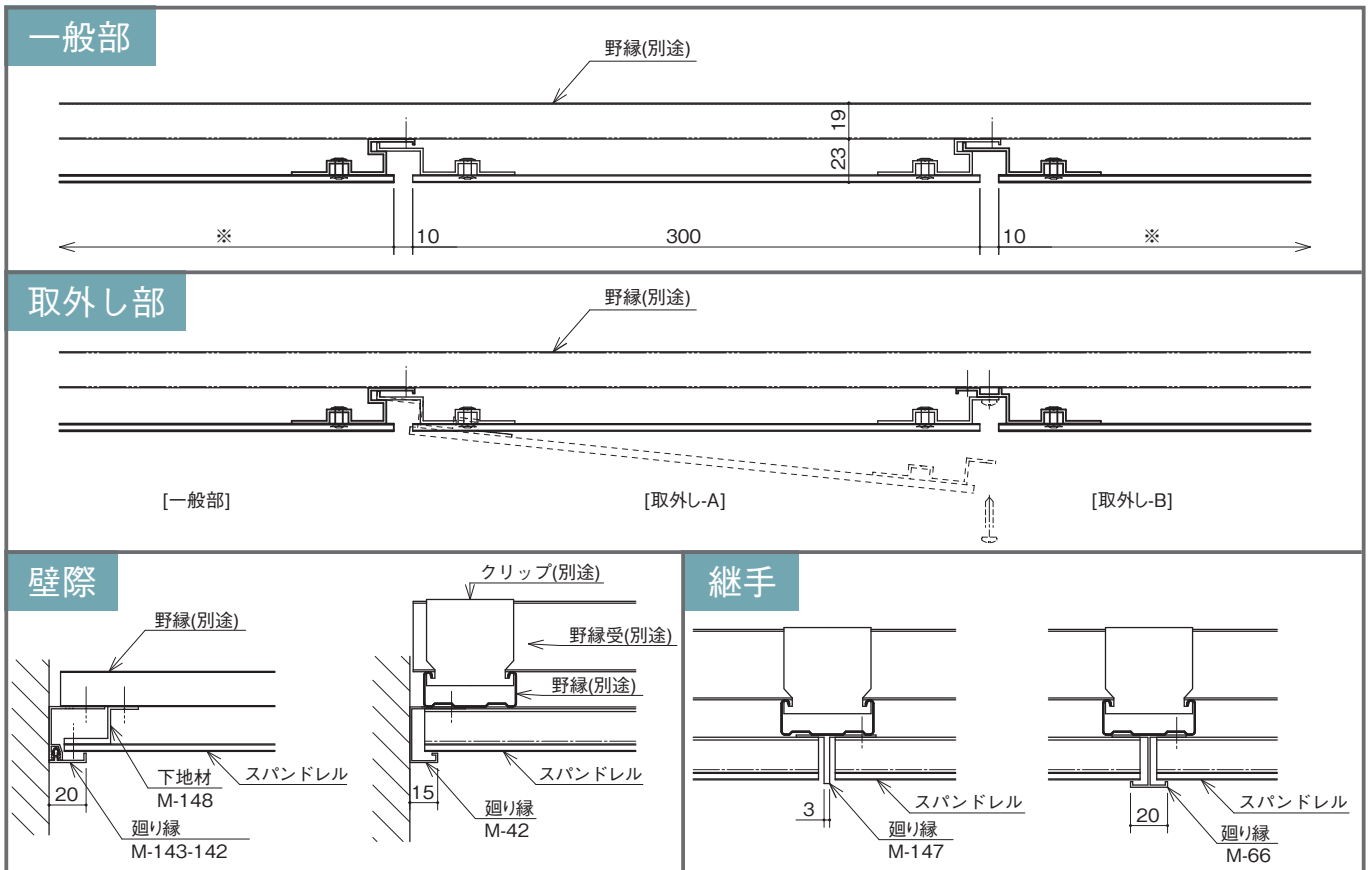 一般部
野縁(別途)
19
23
※
10
300
10
※
取外し部
野縁(別途)
[一般部]
[取外し-A]
[取外し-B]
壁際
野縁(別途)
20
下地材
M-148
スパンドレル
廻り縁
M-143-142
クリップ(別途)
野縁受(別途)
野縁(別途)
15
スパンドレル
廻り縁
M-42
継手
3
スパンドレル
廻り縁
M-147
20
スパンドレル
廻り縁
M-66